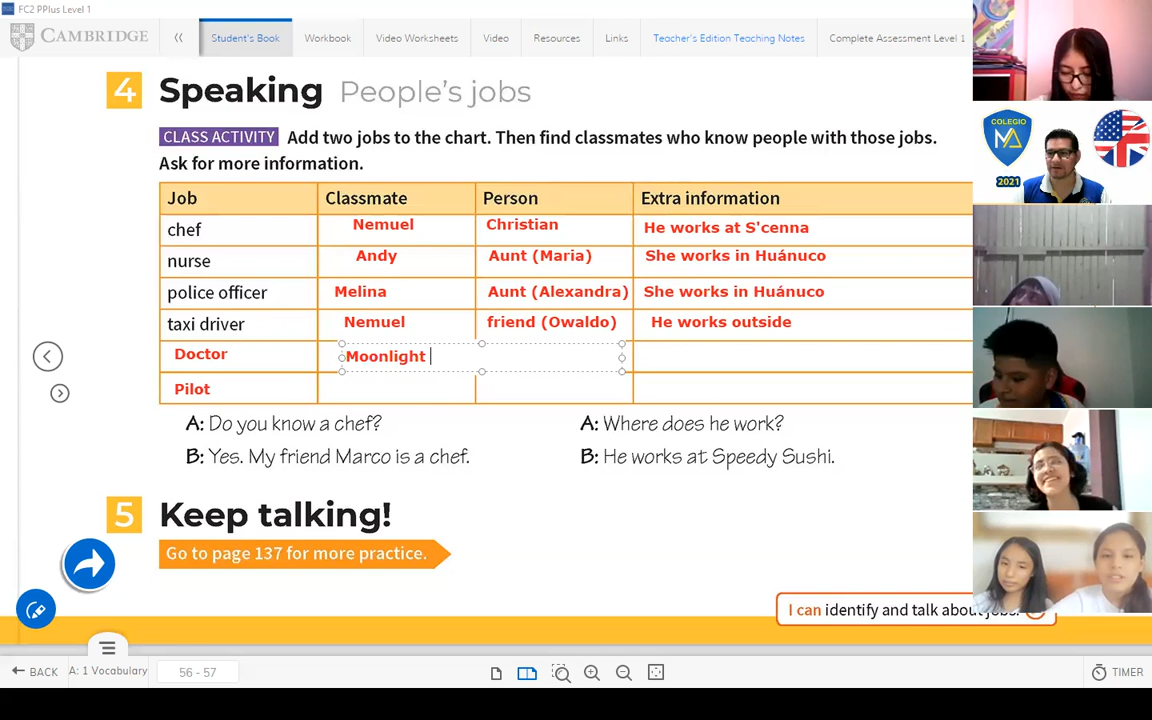 FC2 PPlus Level 1
CAMBRIDGE
Student's Book Workbook Video Worksheets Video Resources Links Teacher's Edition Teaching Notes Complete Assessment Level 1
4 Speaking People's jobs
CLASS ACTIVITY Add two jobs to the chart. Then find classmates who know people with those jobs.
Ask for more information.
Job Classmate Person Extra information
chef Nemuel Christian He works at S'cenna
nurse Andy Aunt (Maria) She works in Huánuco
police officer Melina Aunt (Alexandra) She works in Huánuco
taxi driver Nemuel friend (Owaldo) He works outside
Doctor Moonlight
Pilot
A: Do you know a chef? A: Where does he work?
B: Yes. My friend Marco is a chef. B: He works at Speedy Sushi.
5 Keep talking!
Go to page 137 for more practice.
I can identify and talk about jobs.
BACK A: 1 Vocabulary 56 - 57 TIMER
COLEGIO
MA
2021